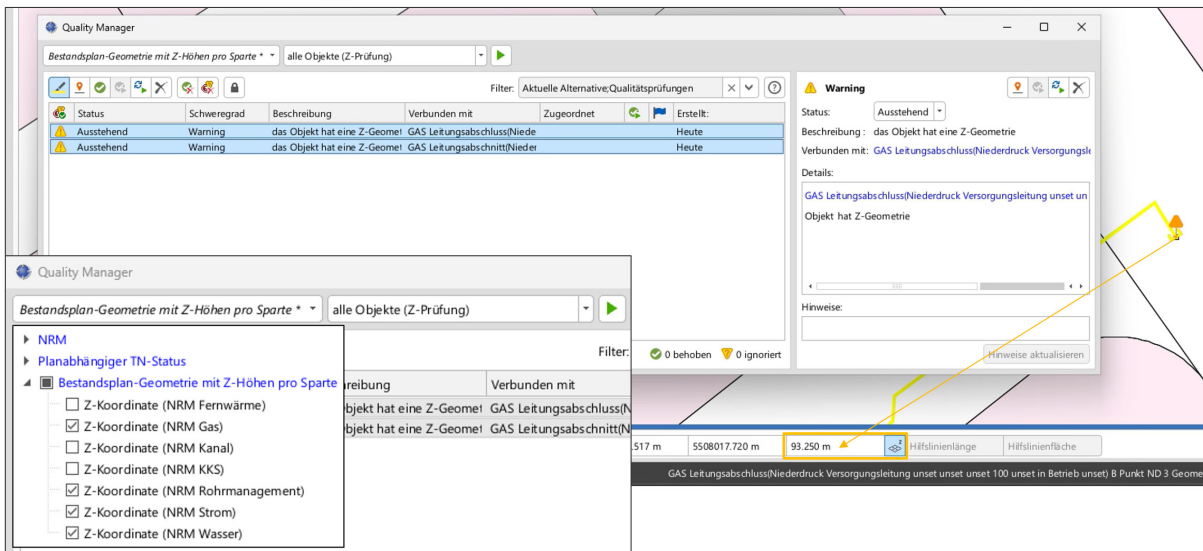 Quality Manager
Bestandsplan-Geometrie mit Z-Höhen pro Sparte *
alle Objekte (Z-Prüfung)
Filter: Aktuelle Alternative;Qualitätsprüfungen
Status Schweregrad Beschreibung Verbunden mit Zugeordnet Erstellt:
Ausstehend Warning das Objekt hat eine Z-Geomet GAS Leitungsabschluss(Niede Heute
Ausstehend Warning das Objekt hat eine Z-Geomet GAS Leitungsabschnitt(Nieder Heute
0 behoben 0 ignoriert
Warning
Status: Ausstehend
Beschreibung : das Objekt hat eine Z-Geometrie
Verbunden mit: GAS Leitungsabschluss(Niederdruck Versorgungsle
Details:
GAS Leitungsabschluss(Niederdruck Versorgungsleitung unset un
Objekt hat Z-Geometrie
Hinweise:
Hinweise aktualisieren
Quality Manager
Bestandsplan-Geometrie mit Z-Höhen pro Sparte *
alle Objekte (Z-Prüfung)
Filter:
NRM
Planabhängiger TN-Status
Bestandsplan-Geometrie mit Z-Höhen pro Sparte
Z-Koordinate (NRM Fernwärme)
Z-Koordinate (NRM Gas)
Z-Koordinate (NRM Kanal)
Z-Koordinate (NRM KKS)
Z-Koordinate (NRM Rohrmanagement)
Z-Koordinate (NRM Strom)
Z-Koordinate (NRM Wasser)
hreibung Verbunden mit
bjekt hat eine Z-Geomet GAS Leitungsabschluss(N
bjekt hat eine Z-Geomet GAS Leitungsabschnitt(N
.517 m 5508017.720 m 93.250 m z Hilfslinienlänge Hilfslinienfläche
GAS Leitungsabschluss(Niederdruck Versorgungsleitung unset unset unset 100 unset in Betrieb unset) B Punkt ND 3 Geome